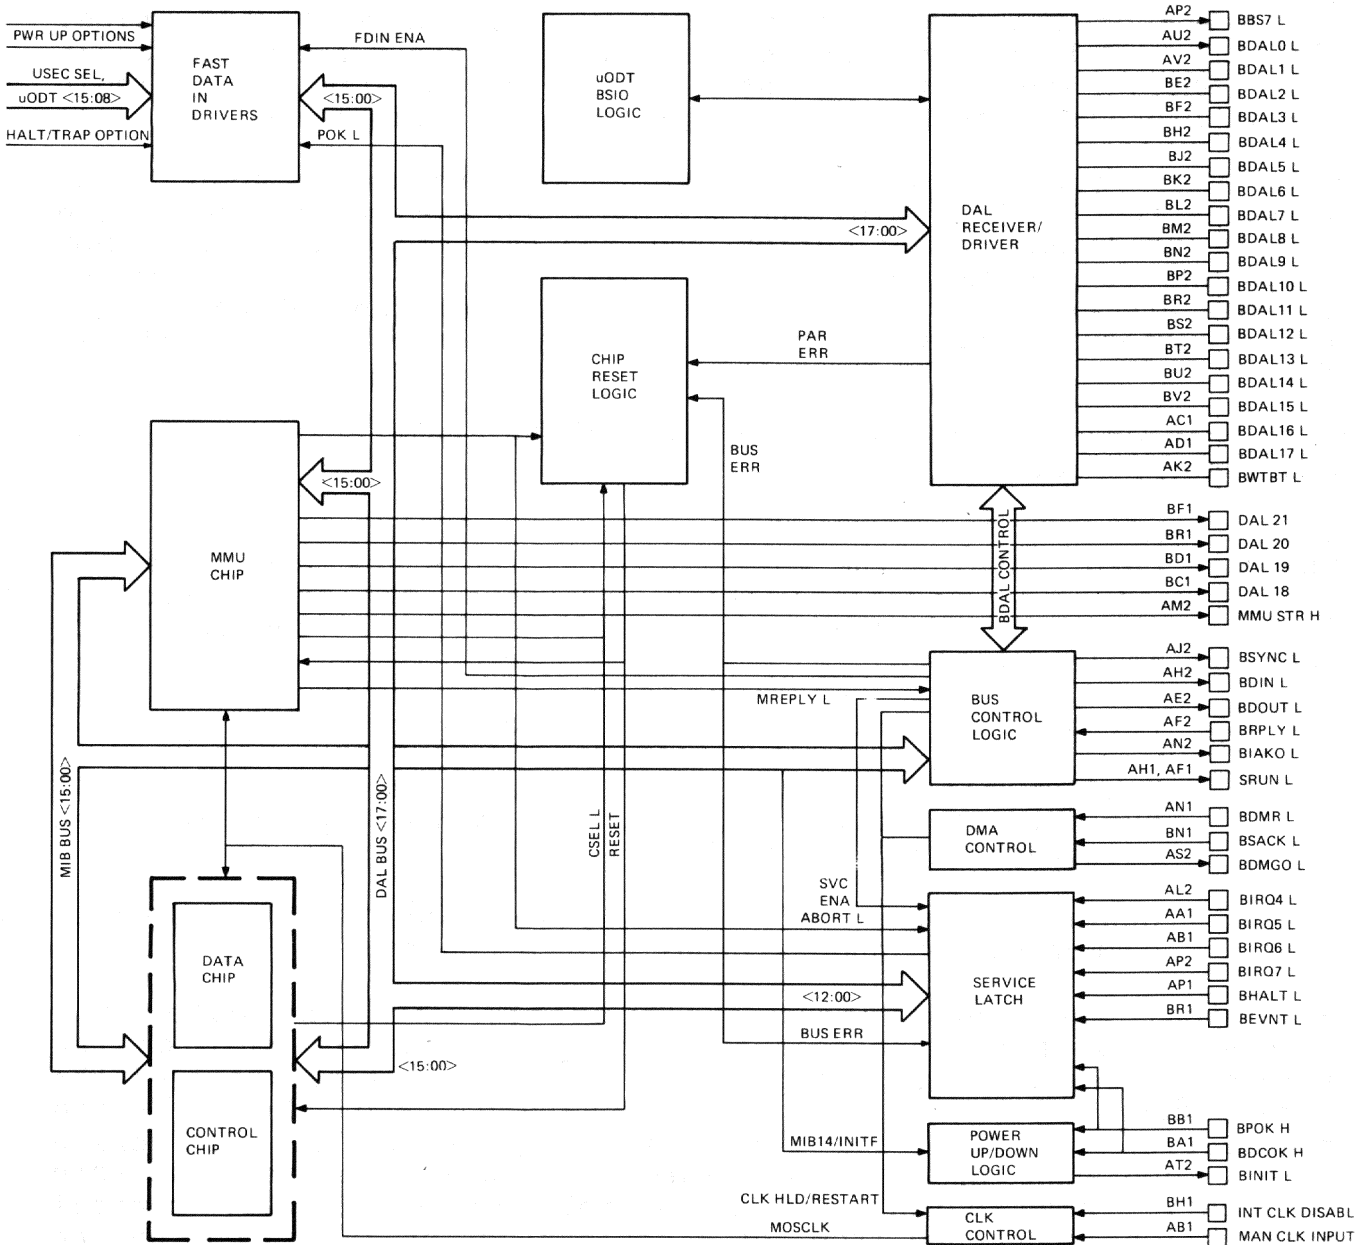 PWR UP OPTIONS
USEC SEL,
uODT <15:08>
HALT/TRAP OPTION
FAST
DATA
IN
DRIVERS
FDIN ENA
<15:00>
POK L
uODT
BSIO
LOGIC
DAL
RECEIVER/
DRIVER
<17:00>
AP2 BBS7 L
AU2 BDAL0 L
AV2 BDAL1 L
BE2 BDAL2 L
BF2 BDAL3 L
BH2 BDAL4 L
BJ2 BDAL5 L
BK2 BDAL6 L
BL2 BDAL7 L
BM2 BDAL8 L
BN2 BDAL9 L
BP2 BDAL10 L
BR2 BDAL11 L
BS2 BDAL12 L
BT2 BDAL13 L
BU2 BDAL14 L
BV2 BDAL15 L
AC1 BDAL16 L
AD1 BDAL17 L
AK2 BWTBT L
CHIP
RESET
LOGIC
PAR
ERR
BUS
ERR
MMU
CHIP
<15:00>
BDAL CONTROL
BF1 DAL 21
BR1 DAL 20
BD1 DAL 19
BC1 DAL 18
AM2 MMU STR H
MREPLY L
BUS
CONTROL
LOGIC
AJ2 BSYNC L
AH2 BDIN L
AE2 BDOUT L
AF2 BRPLY L
AN2 BIAKO L
AH1, AF1 SRUN L
MIB BUS <15:00>
DAL BUS <17:00>
CSEL L
RESET
DMA
CONTROL
AN1 BDMR L
BN1 BSACK L
AS2 BDMGO L
SVC
ENA
ABORT L
SERVICE
LATCH
<12:00>
BUS ERR
AL2 BIRQ4 L
AA1 BIRQ5 L
AB1 BIRQ6 L
AP2 BIRQ7 L
AP1 BHALT L
BR1 BEVNT L
DATA
CHIP
CONTROL
CHIP
<15:00>
MIB14/INITF
POWER
UP/DOWN
LOGIC
BB1 BPOK H
BA1 BDCOK H
AT2 BINIT L
CLK HLD/RESTART
MOSCLK
CLK
CONTROL
BH1 INT CLK DISABL
AB1 MAN CLK INPUT